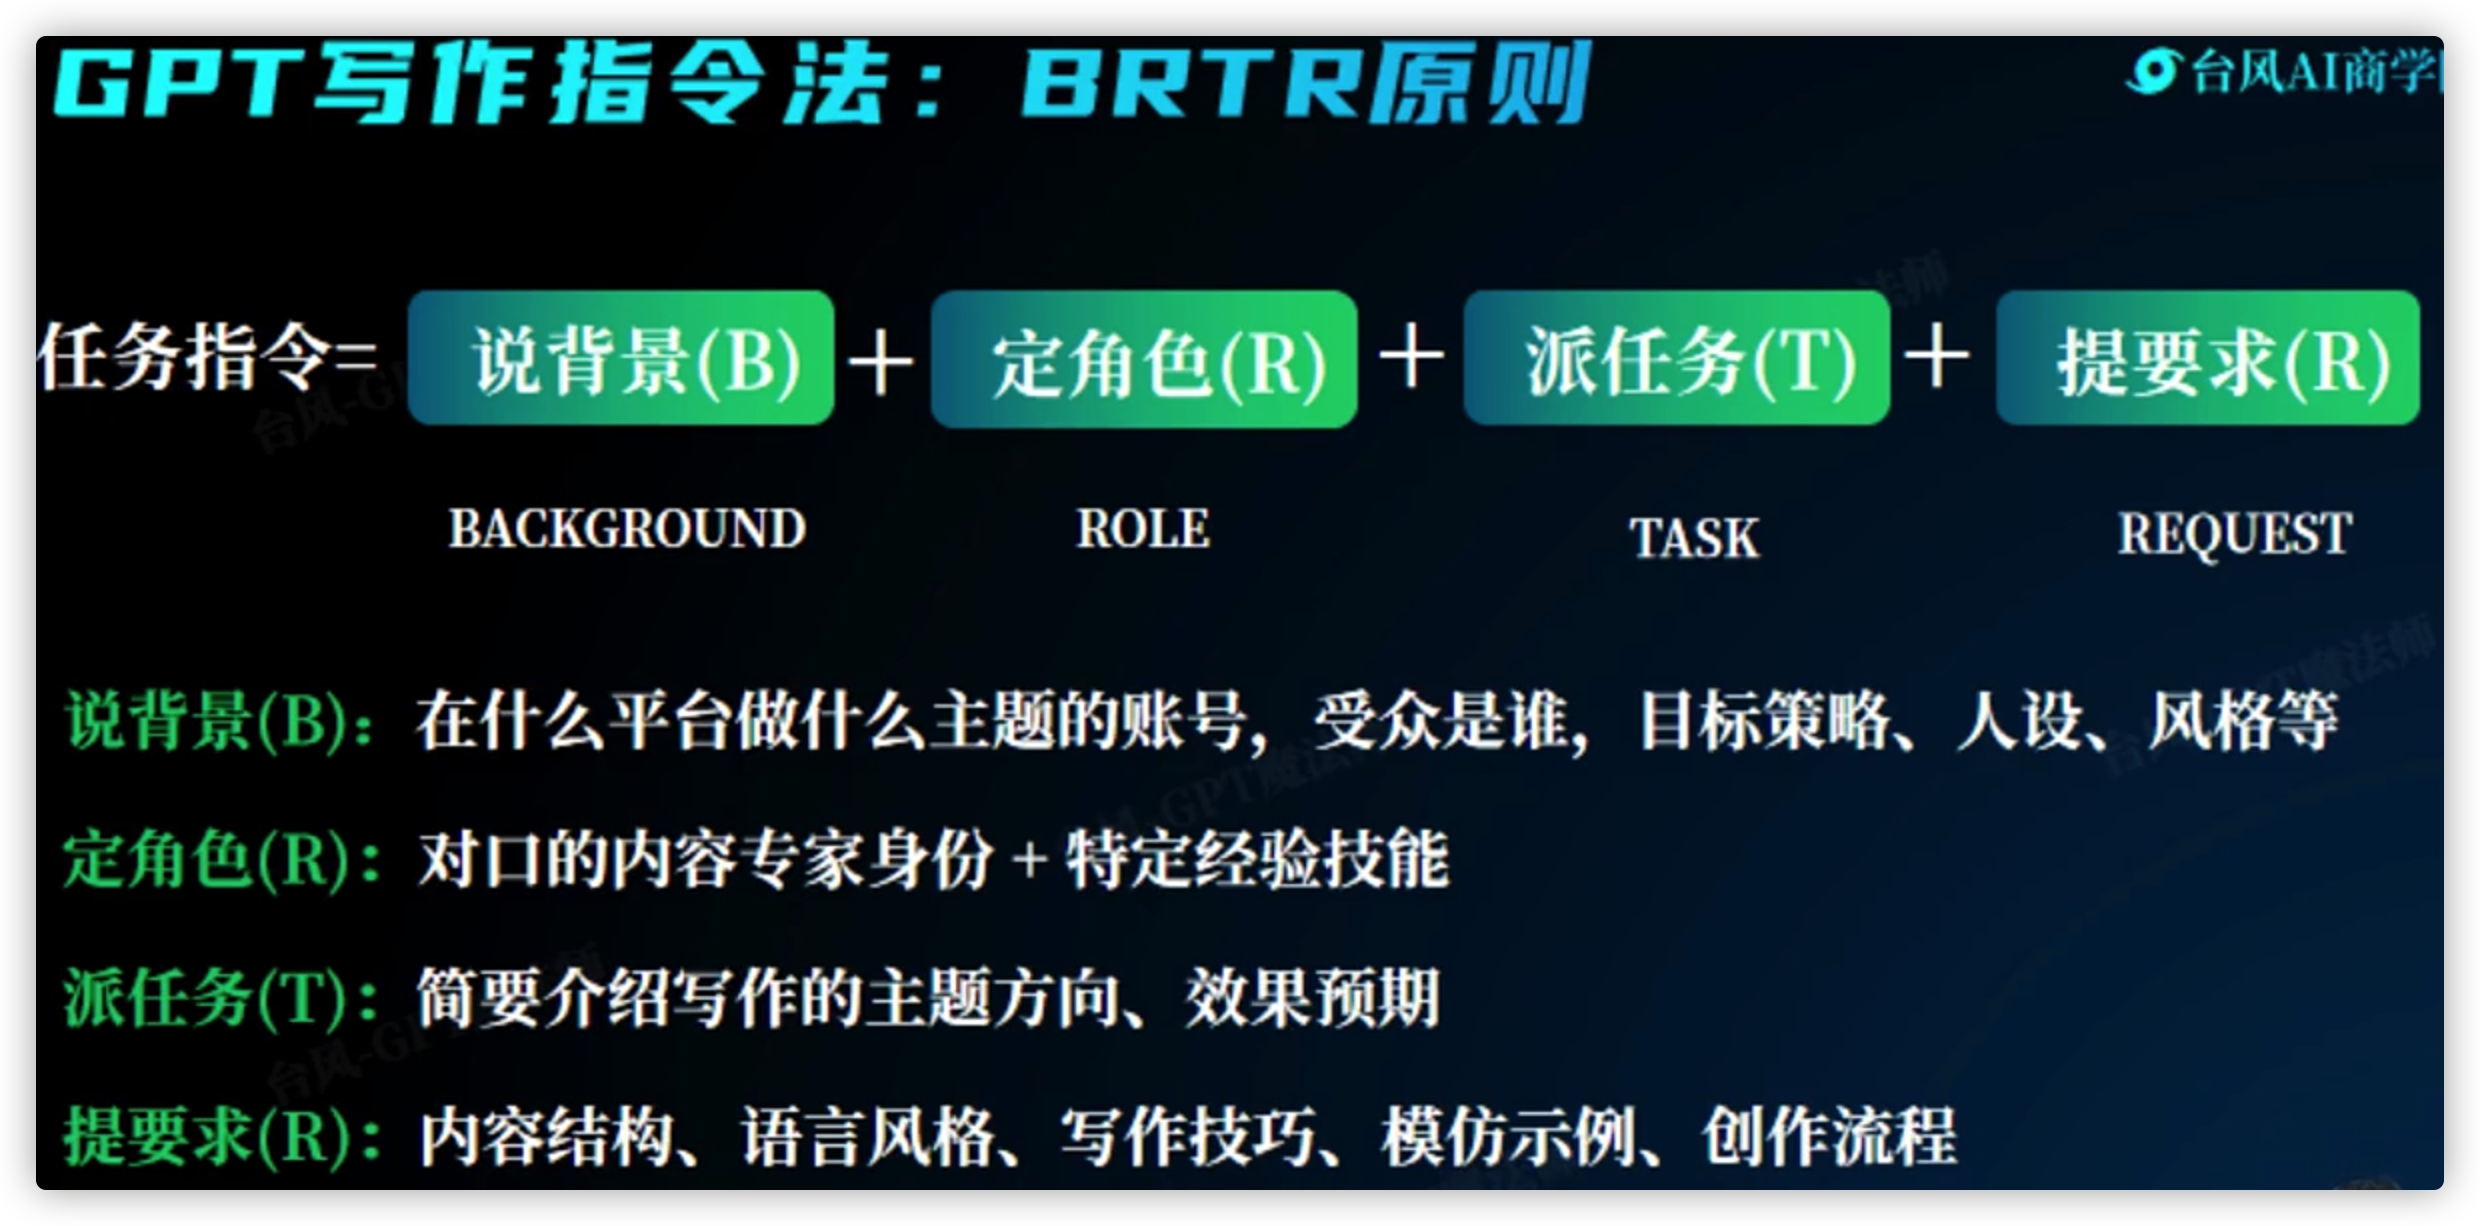 GPT写作指令法：BRTR原则
台风AI商学
任务指令= 说背景(B) + 定角色(R) + 派任务(T) + 提要求(R)
BACKGROUND ROLE TASK REQUEST
说背景(B)：在什么平台做什么主题的账号，受众是谁，目标策略、人设、风格等
定角色(R)：对口的内容专家身份 + 特定经验技能
派任务(T)：简要介绍写作的主题方向、效果预期
提要求(R)：内容结构、语言风格、写作技巧、模仿示例、创作流程